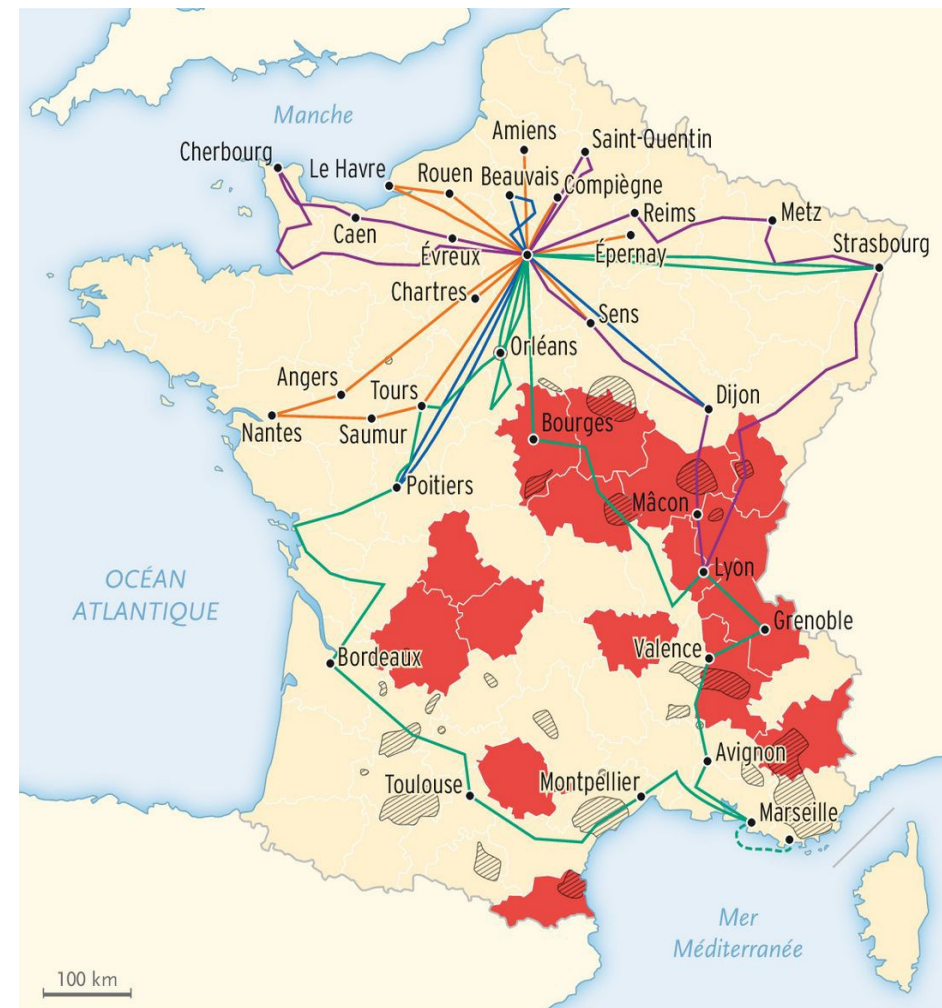 Manche
Amiens
Saint-Quentin
Cherbourg
Le Havre
Rouen
Beauvais
Compiègne
Reims
Metz
Caen
Évreux
Épernay
Strasbourg
Chartres
Sens
Orléans
Angers
Tours
Dijon
Nantes
Saumur
Bourges
Poitiers
Mâcon
OCÉAN
ATLANTIQUE
Lyon
Grenoble
Valence
Bordeaux
Avignon
Toulouse
Montpellier
Marseille
Mer
Méditerranée
100 km